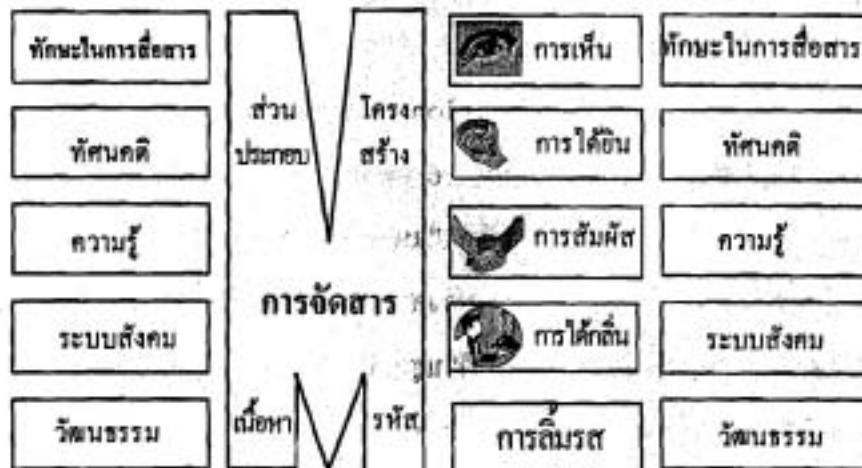 ทักษะในการสื่อสาร
ทัศนคติ
ความรู้
ระบบสังคม
วัฒนธรรม
ส่วน
ประกอบ
โครง
สร้าง
การจัดสาร
เนื้อหา
รหัส
การเห็น
การได้ยิน
การสัมผัส
การได้กลิ่น
การลิ้มรส
ทักษะในการสื่อสาร
ทัศนคติ
ความรู้
ระบบสังคม
วัฒนธรรม